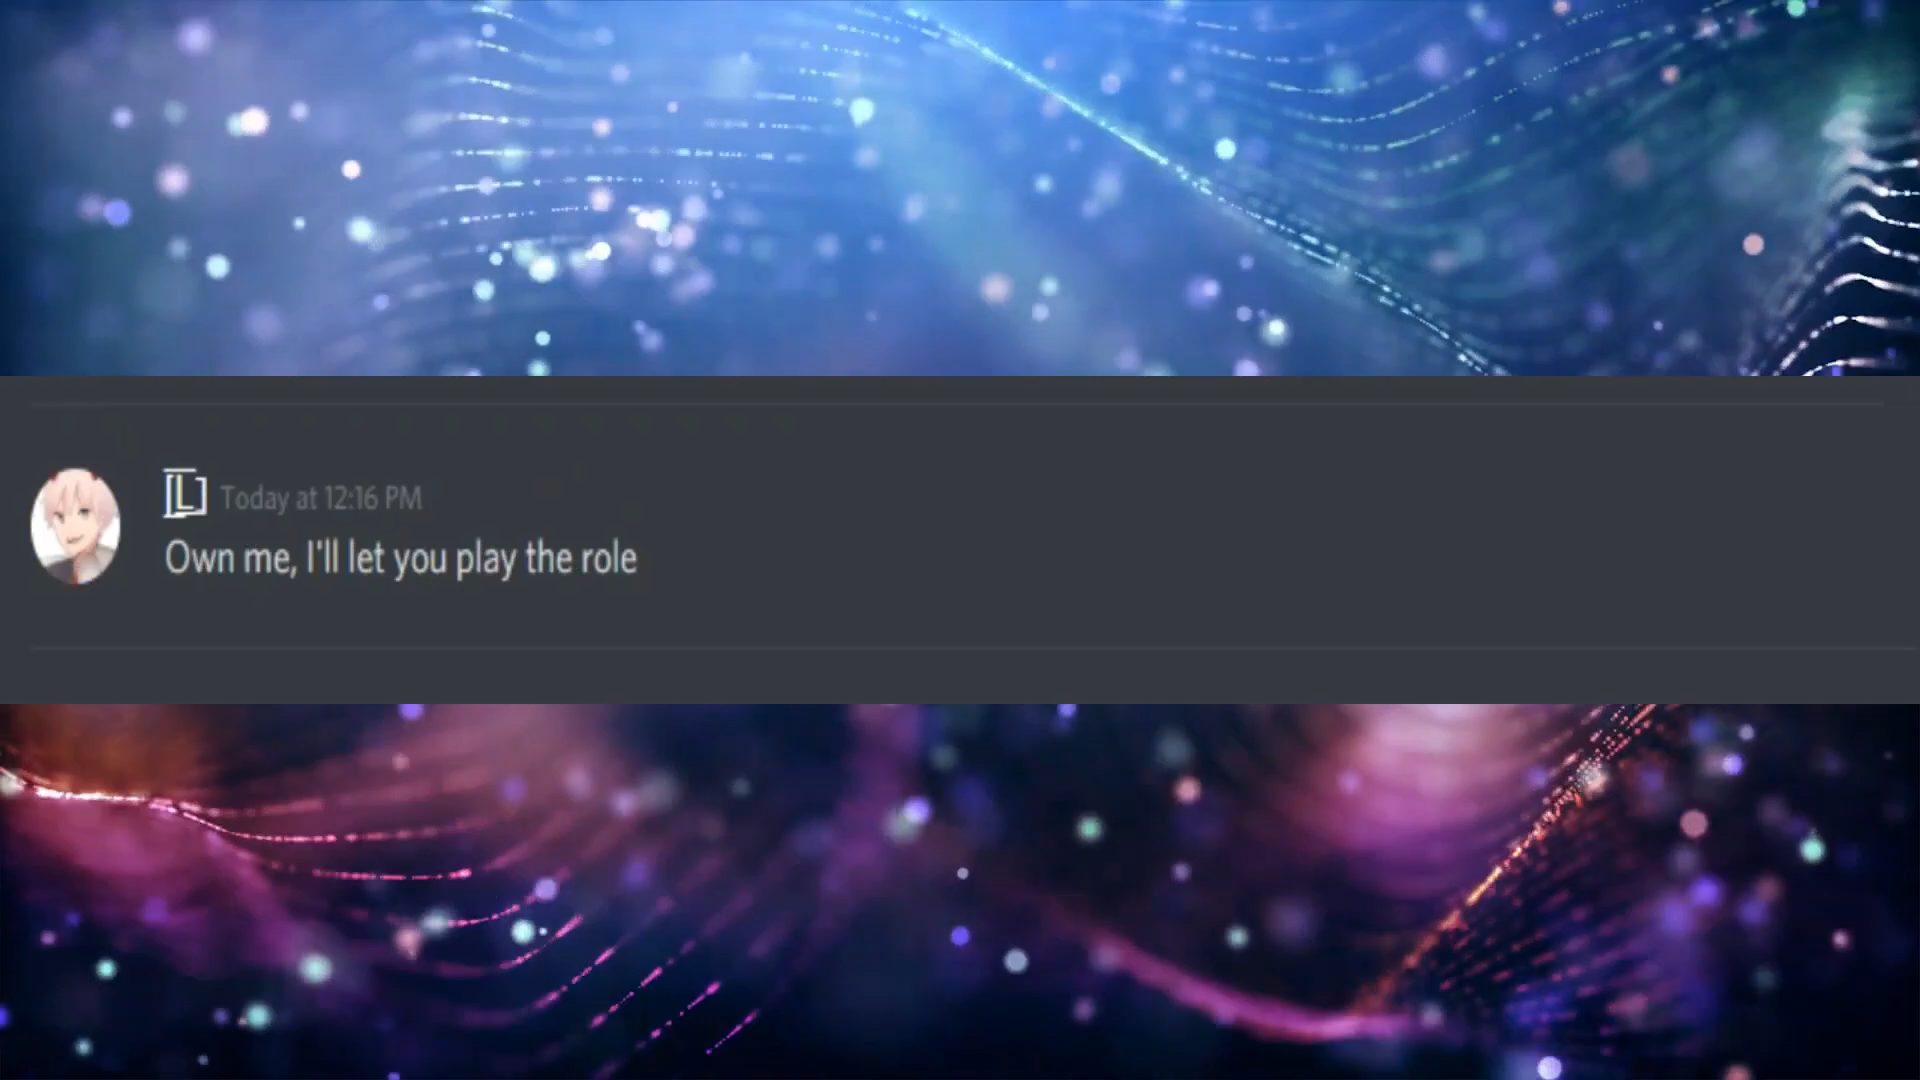 [L] Today at 12:16 PM
Own me, I'll let you play the role